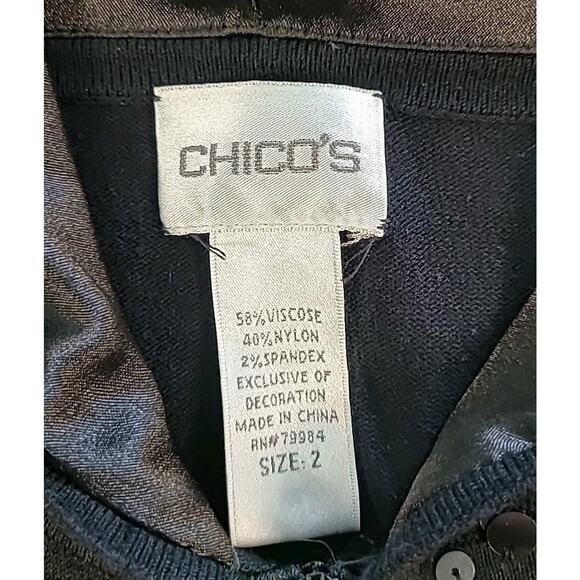 CHICO'S
58% VISCOSE
40% NYLON
2% SPANDEX
EXCLUSIVE OF
DECORATION
MADE IN CHINA
RN#79984
SIZE: 2